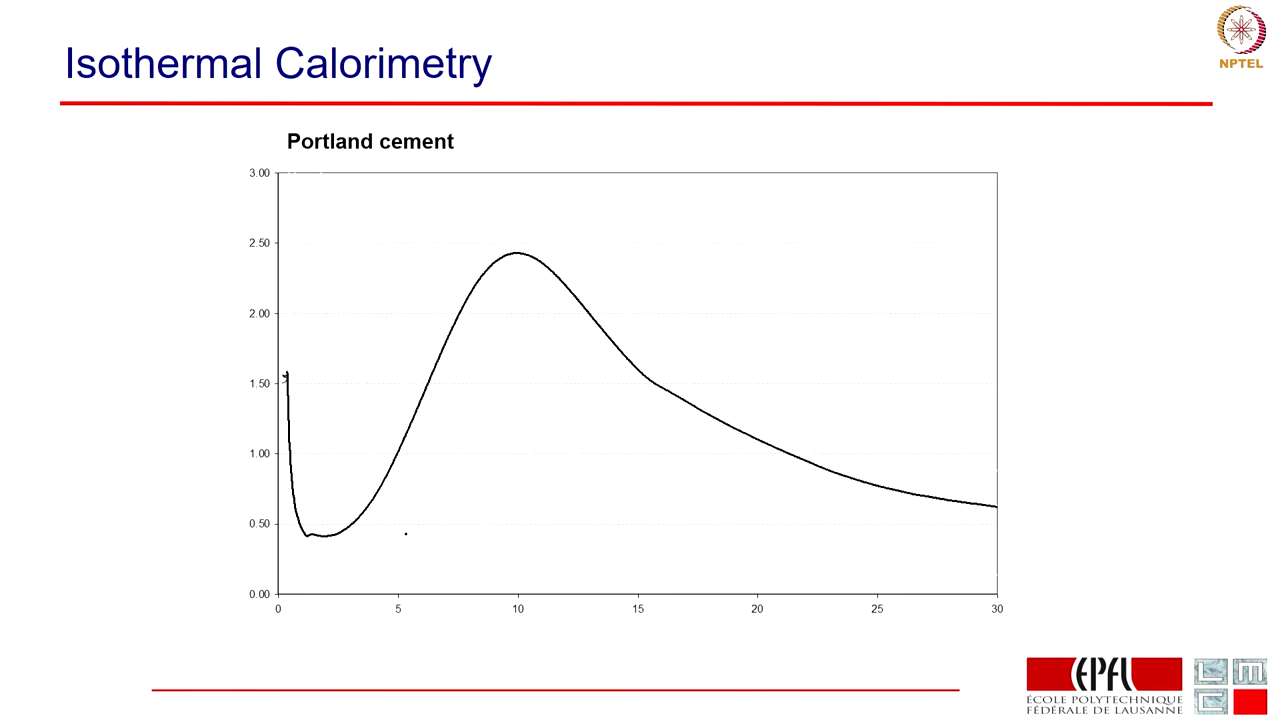 Isothermal Calorimetry
NPTEL
Portland cement
3.00
2.50
2.00
1.50
1.00
0.50
0.00
0 5 10 15 20 25 30
EPFL
ÉCOLE POLYTECHNIQUE
FÉDÉRALE DE LAUSANNE
L M
C